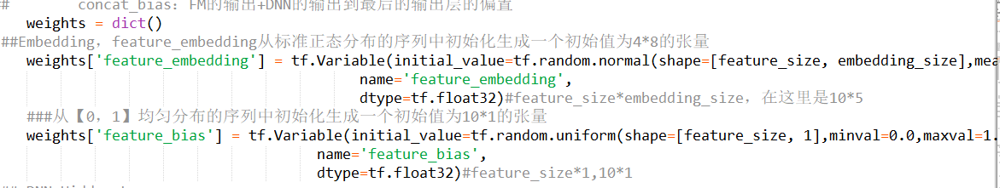 # concat_bias：FM的输出+DNN的输出到最后的输出层的偏置
weights = dict()
##Embedding，feature_embedding从标准正态分布的序列中初始化生成一个初始值为4*8的张量
weights['feature_embedding'] = tf.Variable(initial_value=tf.random.normal(shape=[feature_size, embedding_size],mea
name='feature_embedding',
dtype=tf.float32)#feature_size*embedding_size，在这里是10*5
###从【0，1】均匀分布的序列中初始化生成一个初始值为10*1的张量
weights['feature_bias'] = tf.Variable(initial_value=tf.random.uniform(shape=[feature_size, 1],minval=0.0,maxval=1.
name='feature_bias',
dtype=tf.float32)#feature_size*1,10*1